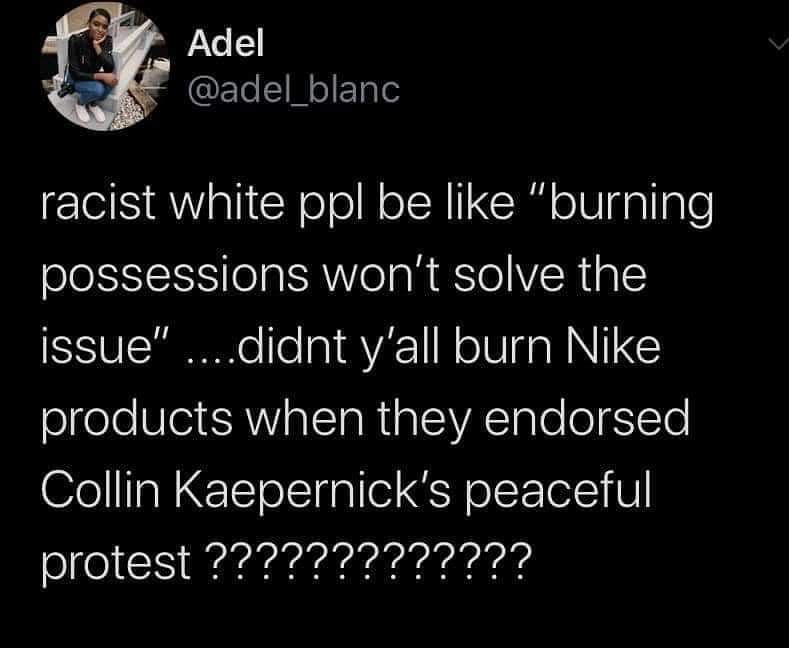 Adel
@adel_blanc
racist white ppl be like “burning
possessions won’t solve the
issue” ....didnt y’all burn Nike
products when they endorsed
Collin Kaepernick’s peaceful
protest ?????????????